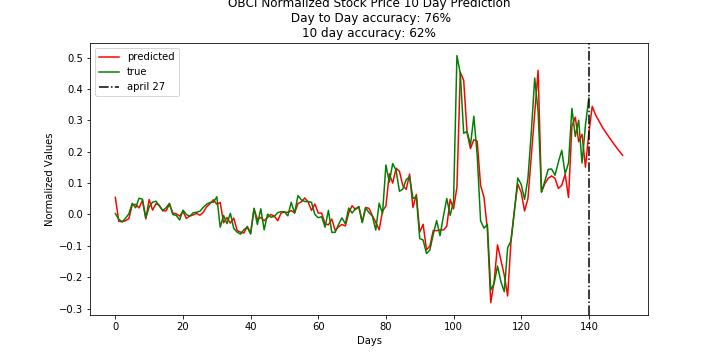 OBCI Normalized Stock Price 10 Day Prediction
Day to Day accuracy: 76%
10 day accuracy: 62%
predicted
true
april 27
Normalized Values
0.5
0.4
0.3
0.2
0.1
0.0
−0.1
−0.2
−0.3
0 20 40 60 80 100 120 140
Days